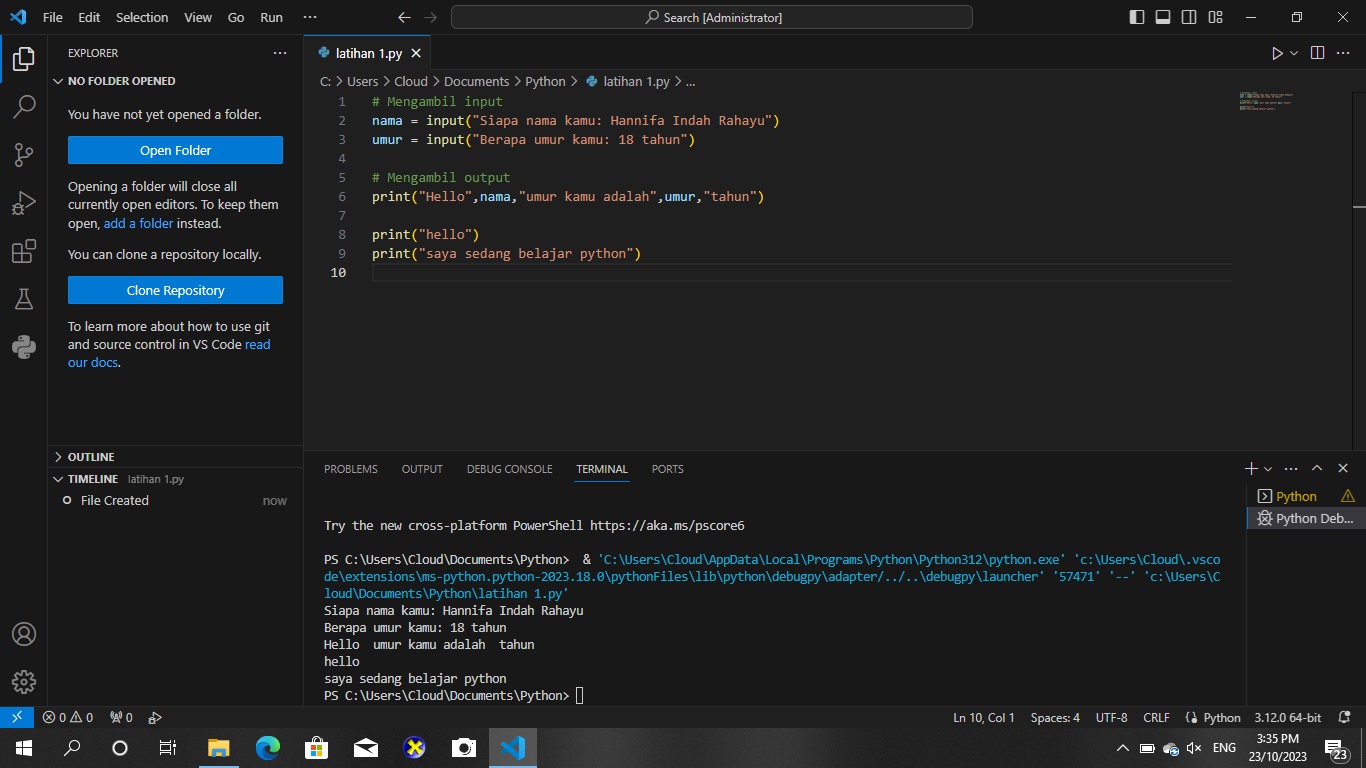 File Edit Selection View Go Run ··· Search [Administrator]
EXPLORER ···
NO FOLDER OPENED
You have not yet opened a folder.
Open Folder
Opening a folder will close all
currently open editors. To keep them
open, add a folder instead.
You can clone a repository locally.
Clone Repository
To learn more about how to use git
and source control in VS Code read
our docs.
OUTLINE
TIMELINE latihan 1.py
File Created now
latihan 1.py
C: > Users > Cloud > Documents > Python > latihan 1.py > ...
1 # Mengambil input
2 nama = input("Siapa nama kamu: Hannifa Indah Rahayu")
3 umur = input("Berapa umur kamu: 18 tahun")
4
5 # Mengambil output
6 print("Hello",nama,"umur kamu adalah",umur,"tahun")
7
8 print("hello")
9 print("saya sedang belajar python")
10
PROBLEMS OUTPUT DEBUG CONSOLE TERMINAL PORTS
Try the new cross-platform PowerShell https://aka.ms/pscore6
PS C:\Users\Cloud\Documents\Python>  & 'C:\Users\Cloud\AppData\Local\Programs\Python\Python312\python.exe' 'c:\Users\Cloud\.vsco
de\extensions\ms-python.python-2023.18.0\pythonFiles\lib\python\debugpy\adapter/../..\debugpy\launcher' '57471' '--' 'c:\Users\C
loud\Documents\Python\latihan 1.py'
Siapa nama kamu: Hannifa Indah Rahayu
Berapa umur kamu: 18 tahun
Hello  umur kamu adalah  tahun
hello
saya sedang belajar python
PS C:\Users\Cloud\Documents\Python>
Python
Python Deb...
0 0 0 Ln 10, Col 1 Spaces: 4 UTF-8 CRLF Python 3.12.0 64-bit
ENG
3:35 PM
23/10/2023
23